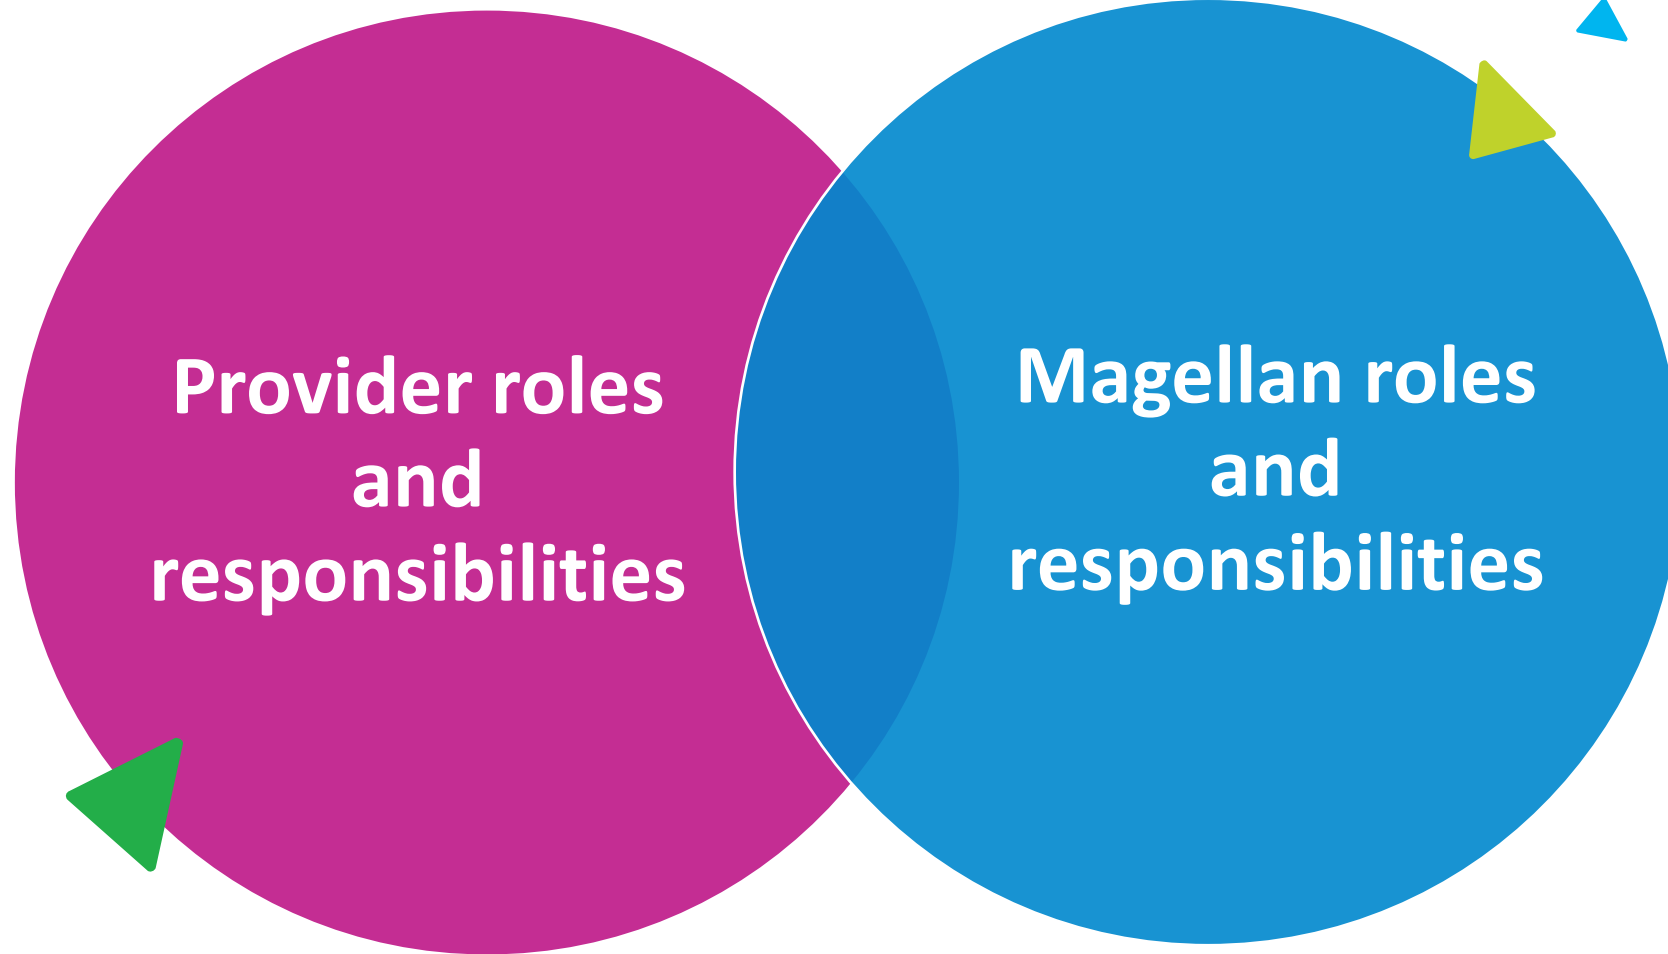 Provider roles
and
responsibilities
Magellan roles
and
responsibilities